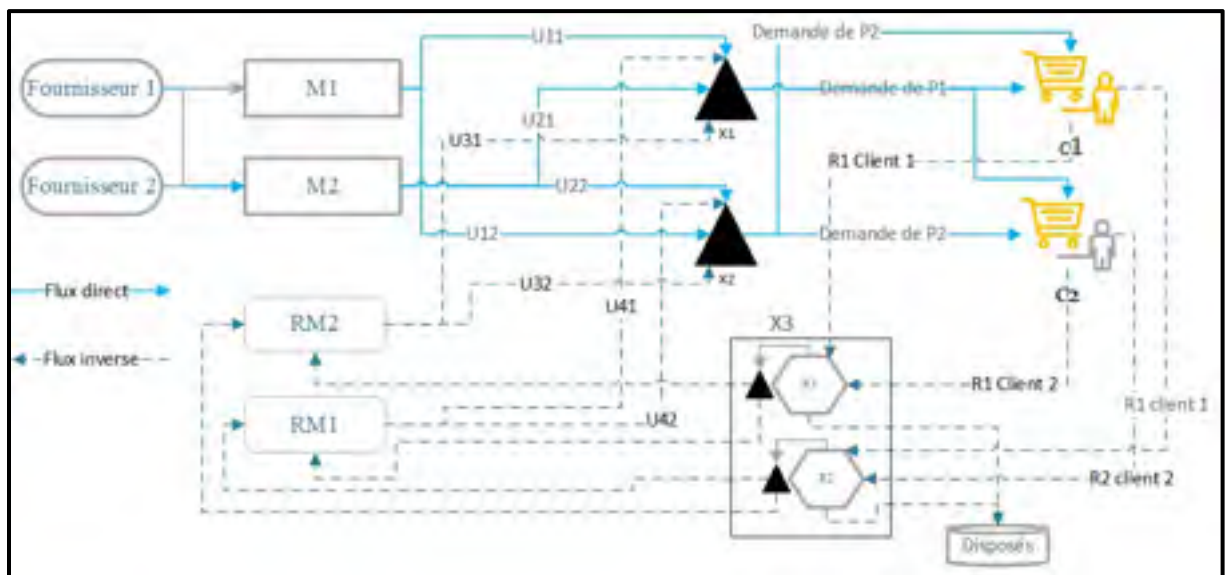 Demande de P2
U11
Fournisseur 1
M1
Demande de P1
U21
X1
U31
C1
R1 Client 1
Fournisseur 2
M2
U22
U12
Demande de P2
X2
C2
Flux direct
U32
U41
RM2
X3
Flux inverse
R1 Client 2
R1 client 1
RM1
U42
R2 client 2
Disposés